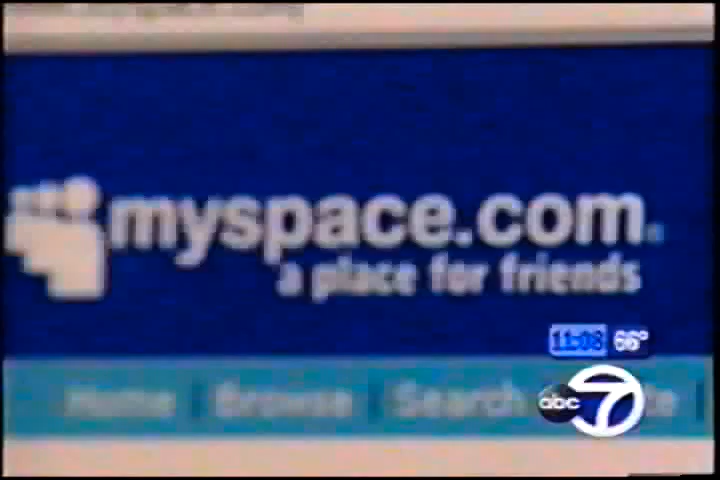 myspace.com
a place for friends
11:08 66°
Home | Browse | Search
abc 7